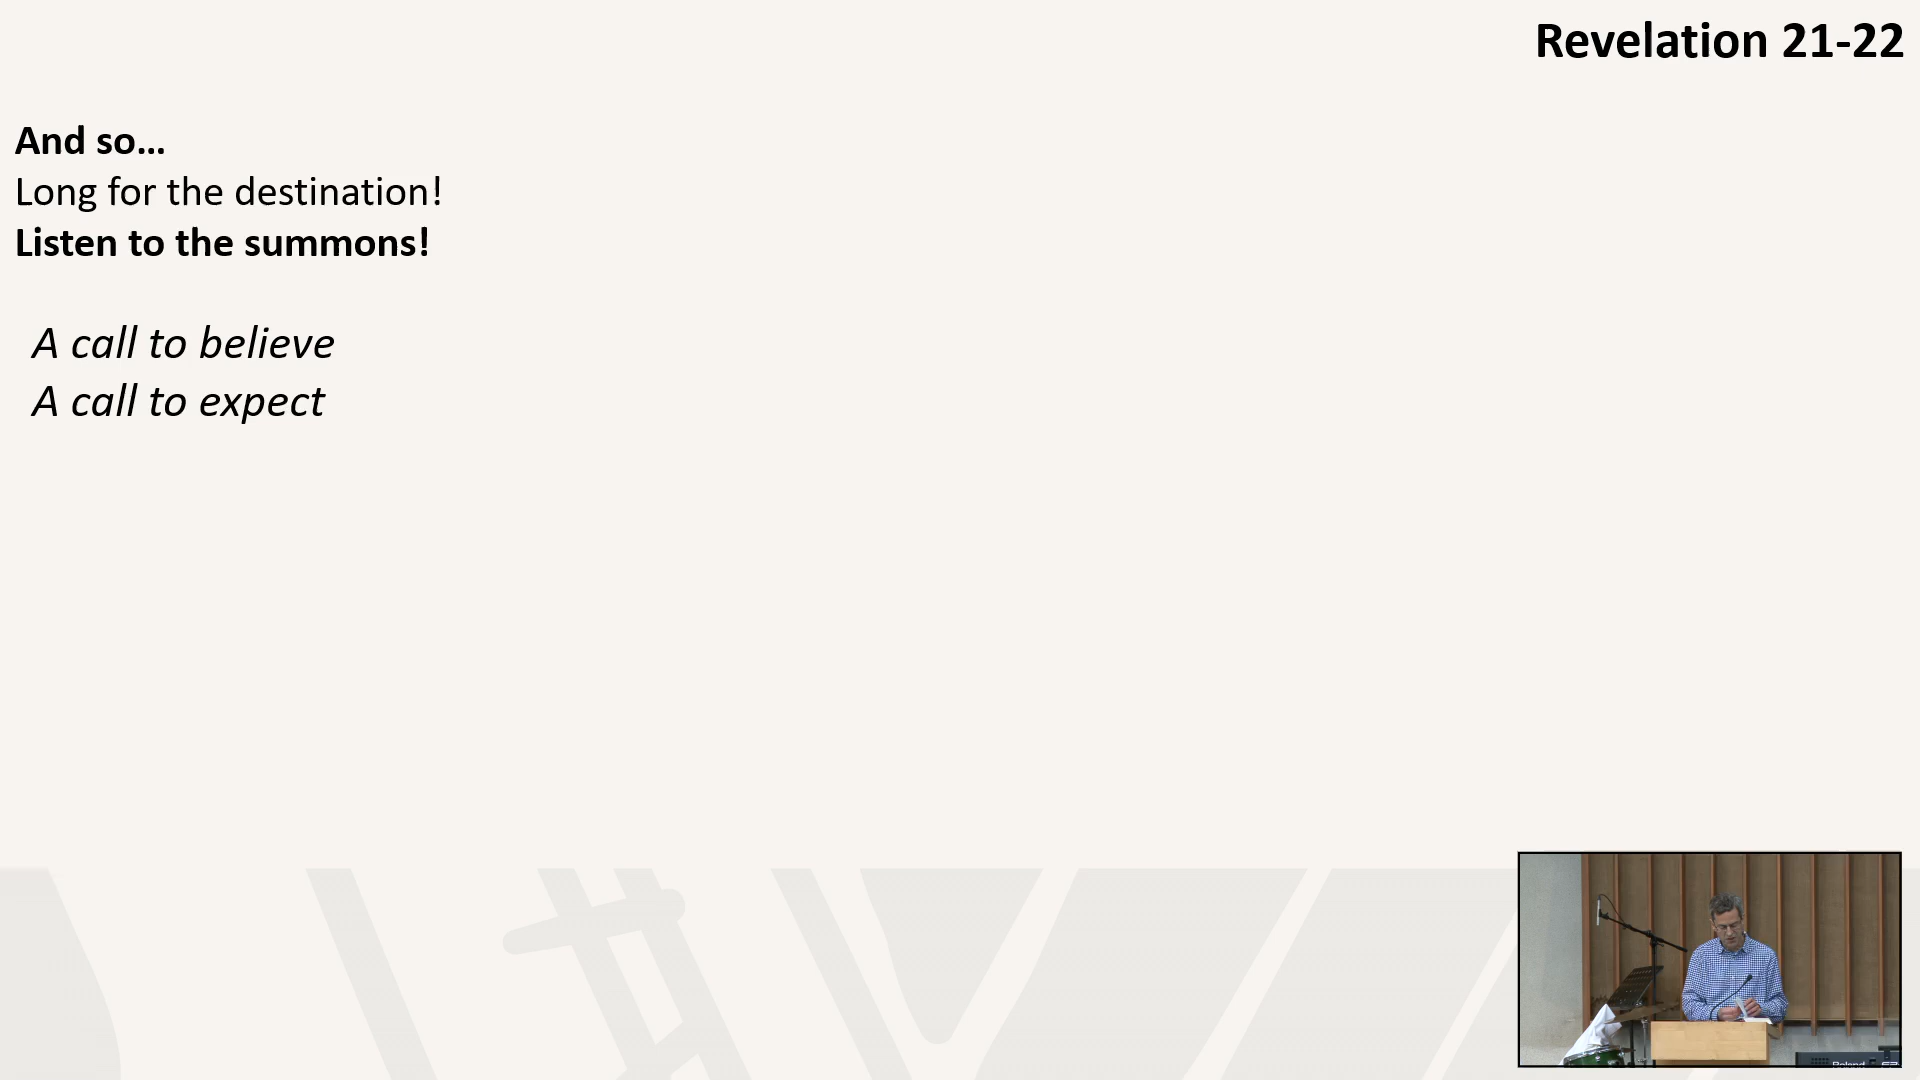 Revelation 21-22
And so...
Long for the destination!
Listen to the summons!
A call to believe
A call to expect
Roland